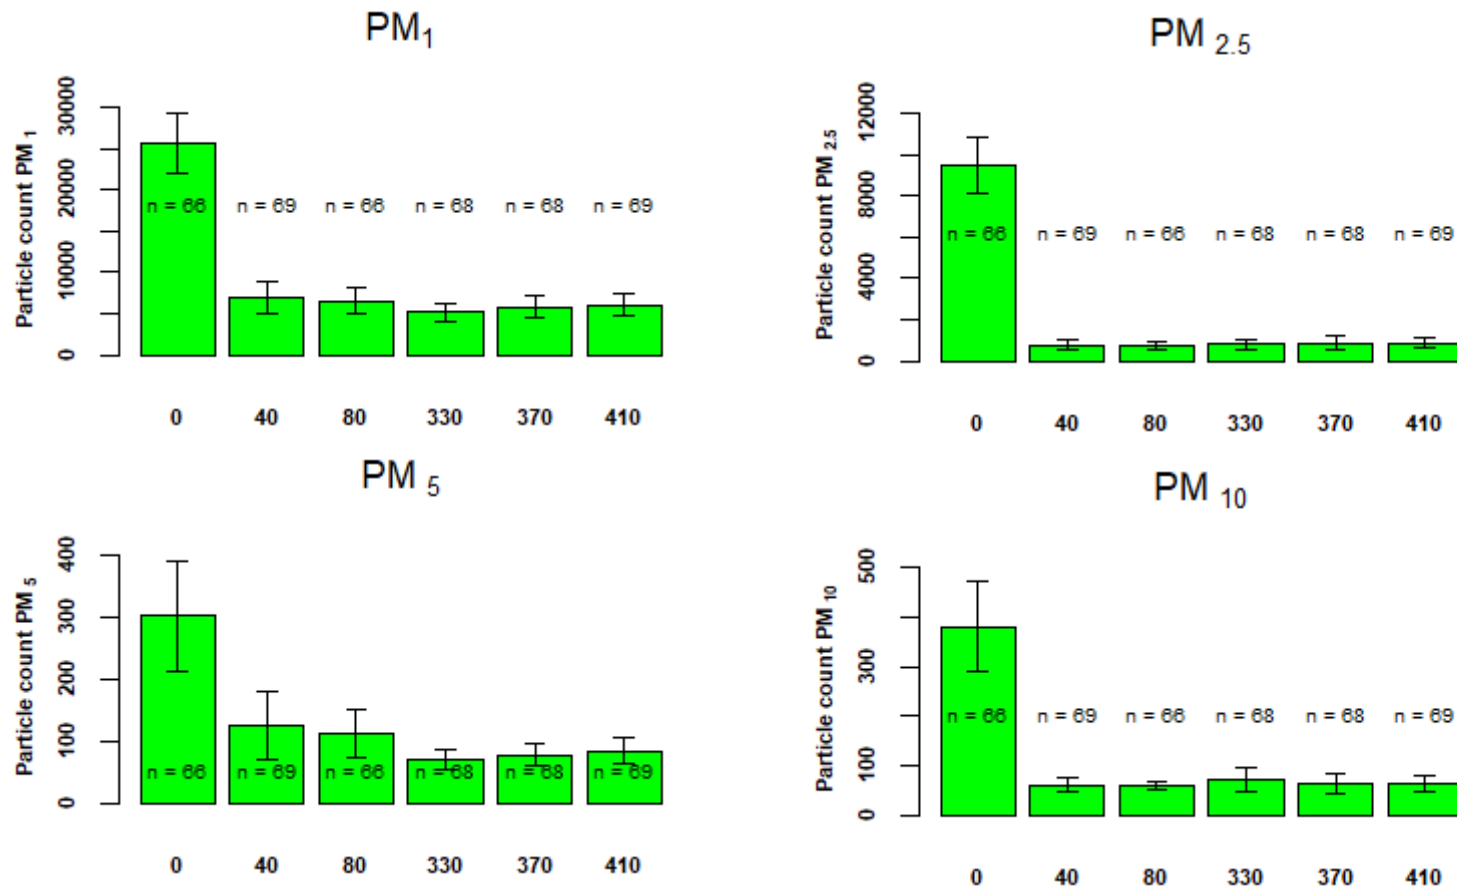 PM1
Particle count PM 1
30000
20000
10000
0
n = 66 n = 69 n = 66 n = 68 n = 68 n = 69
0 40 80 330 370 410
PM 2.5
Particle count PM 2.5
12000
8000
4000
0
n = 66 n = 69 n = 66 n = 68 n = 68 n = 69
0 40 80 330 370 410
PM 5
Particle count PM 5
400
300
200
100
0
n = 66 n = 69 n = 66 n = 68 n = 68 n = 69
0 40 80 330 370 410
PM 10
Particle count PM 10
500
300
100
0
n = 66 n = 69 n = 66 n = 68 n = 68 n = 69
0 40 80 330 370 410